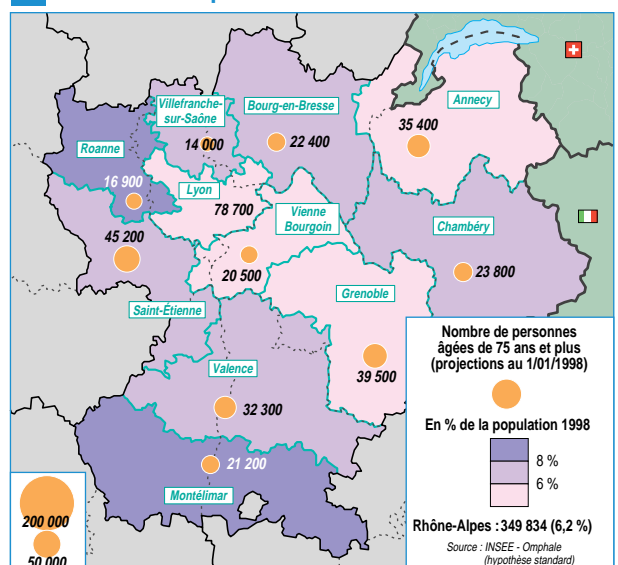 Villefranche-
sur-Saône
14 000
Bourg-en-Bresse
22 400
Annecy
35 400
Roanne
16 900
Lyon
78 700
Vienne
Bourgoin
20 500
Chambéry
23 800
45 200
Saint-Étienne
Grenoble
39 500
Valence
32 300
21 200
Montélimar
Nombre de personnes
âgées de 75 ans et plus
(projections au 1/01/1998)
En % de la population 1998
8 %
6 %
Rhône-Alpes : 349 834 (6,2 %)
Source : INSEE - Omphale
(hypothèse standard)
200 000
50 000